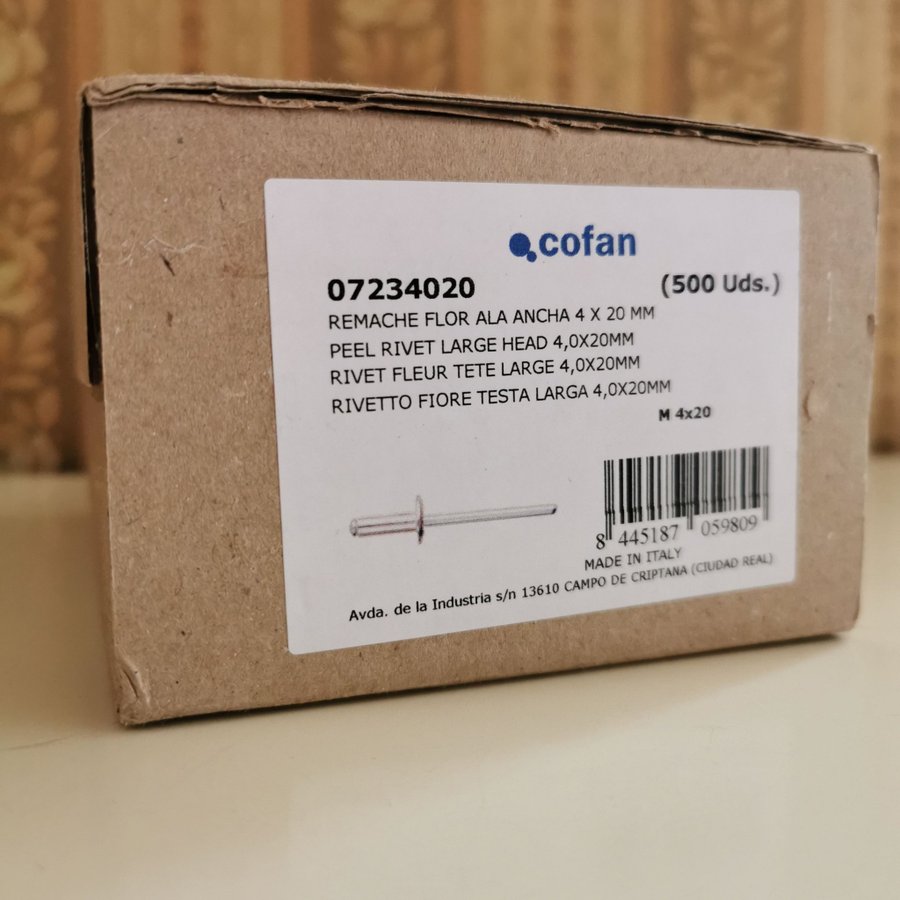 cofan
07234020 (500 Uds.)
REMACHE FLOR ALA ANCHA 4 X 20 MM
PEEL RIVET LARGE HEAD 4,0X20MM
RIVET FLEUR TETE LARGE 4,0X20MM
RIVETTO FIORE TESTA LARGA 4,0X20MM
M 4x20
8 445187 059809
MADE IN ITALY
Avda. de la Industria s/n 13610 CAMPO DE CRIPTANA (CIUDAD REAL)